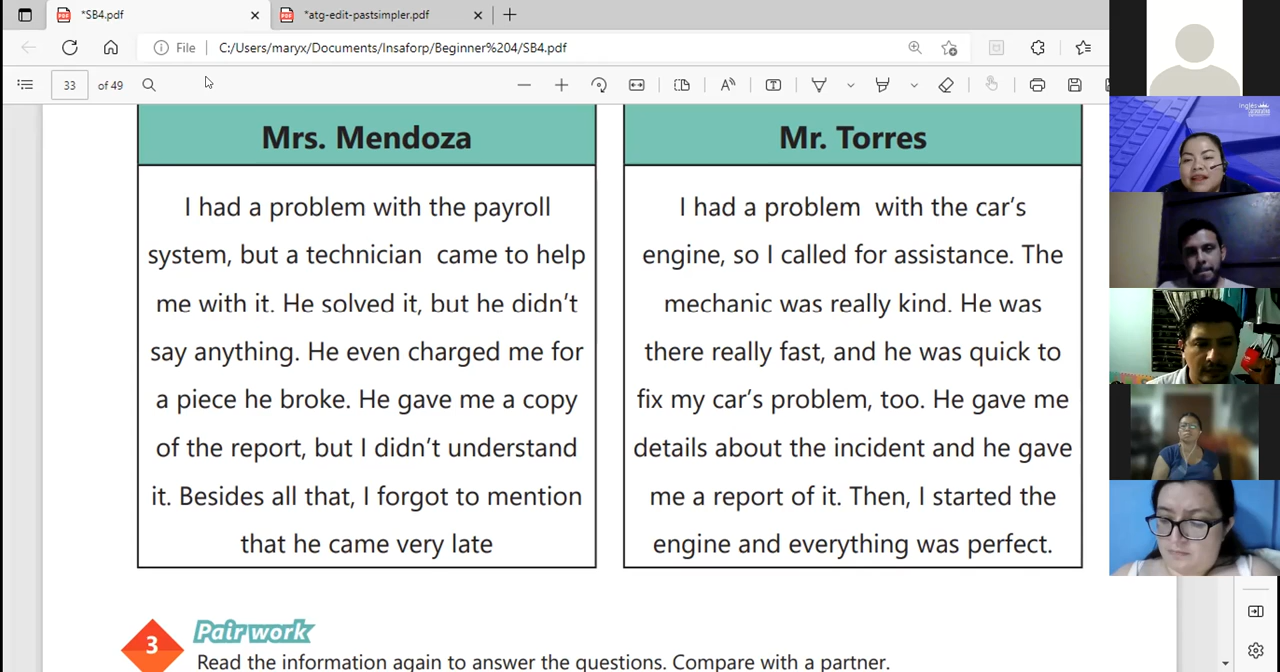 *SB4.pdf
*atg-edit-pastsimpler.pdf
File C:/Users/maryx/Documents/Insaforp/Beginner%204/SB4.pdf
33 of 49
Mrs. Mendoza
I had a problem with the payroll
system, but a technician came to help
me with it. He solved it, but he didn't
say anything. He even charged me for
a piece he broke. He gave me a copy
of the report, but I didn't understand
it. Besides all that, I forgot to mention
that he came very late
Mr. Torres
I had a problem with the car's
engine, so I called for assistance. The
mechanic was really kind. He was
there really fast, and he was quick to
fix my car's problem, too. He gave me
details about the incident and he gave
me a report of it. Then, I started the
engine and everything was perfect.
3 Pair work
Read the information again to answer the questions. Compare with a partner.
inglés